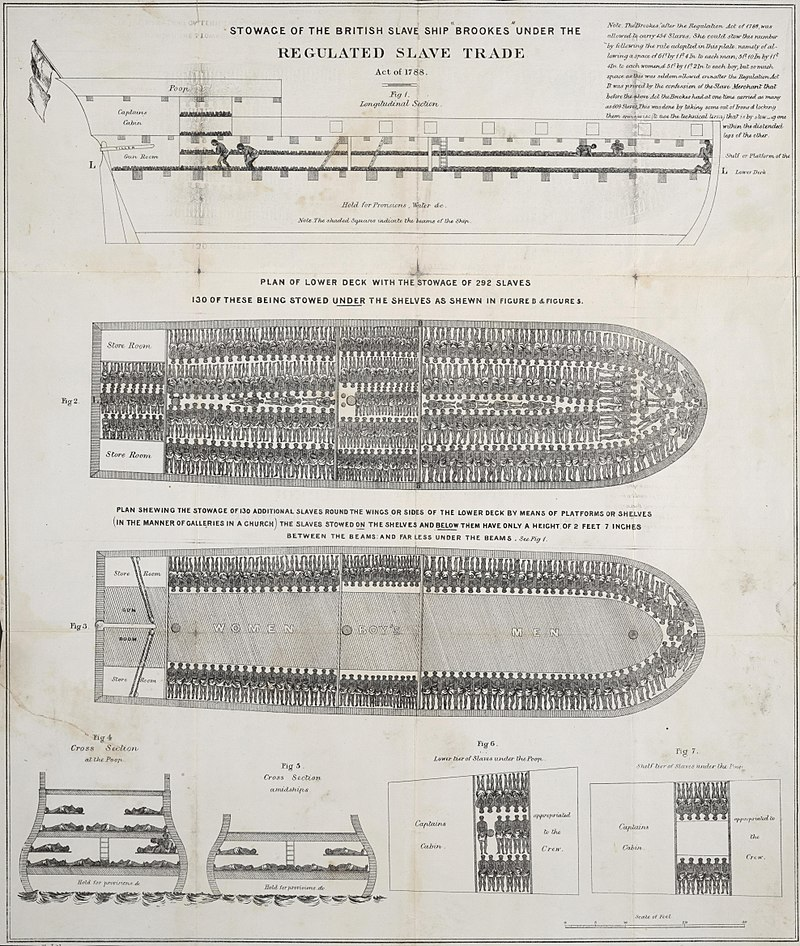 STOWAGE OF THE BRITISH SLAVE SHIP "BROOKES" UNDER THE
REGULATED SLAVE TRADE
Act of 1788.
Note. The "Brookes" after the Regulation Act of 1788, was
allowed to carry 454 Slaves. She could stow this number
by following the rule adopted in this plate. namely of al-
lowing a space of 6ft by 1ft 4In to each man; 5ft 10In by 1ft
4In to each women, & 5ft by 1ft 2In to each boy, but so much
space as this was seldom allowed even after the Regulation Act
It was proved by the confession of the Slave Merchant that
before the above Act the Brookes had at one time carried as many
as 609 Slaves. This was done by taking some out of Irons & locking
them spoonwise (to use the technical term) that is by stowing one
within the distended
legs of the other.
Fig 1.
Longitudinal Section.
Poop
Captains
Cabin
Gun Room
L
Shelf or Platform of the
L Lower Deck
Hold for Provisions, Water &c.
Note The shaded Squares indicate the beams of the Ship.
PLAN OF LOWER DECK WITH THE STOWAGE OF 292 SLAVES
130 OF THESE BEING STOWED UNDER THE SHELVES AS SHEWN IN FIGURE B & FIGURE 5.
Fig 2.
Store Room
Store Room
PLAN SHEWING THE STOWAGE OF 130 ADDITIONAL SLAVES ROUND THE WINGS OR SIDES OF THE LOWER DECK BY MEANS OF PLATFORMS OR SHELVES
(IN THE MANNER OF GALLERIES IN A CHURCH) THE SLAVES STOWED ON THE SHELVES AND BELOW THEM HAVE ONLY A HEIGHT OF 2 FEET 7 INCHES
BETWEEN THE BEAMS: AND FAR LESS UNDER THE BEAMS. See Fig 1.
Fig 3.
Store Room
GUN
ROOM
Store Room
WOMEN
BOY'S
MEN
Fig 4
Cross Section
at the Poop.
Hold for provisions &c
Fig 5.
Cross Section
amidships
Hold for provisions &c
Fig 6.
Lower tier of Slaves under the Poop.
Captains
Cabin.
appropriated
to the
Crew.
Fig 7.
Shelf tier of Slaves under the Poop.
Captains
Cabin.
appropriated to
the
Crew.
Scale of Feet